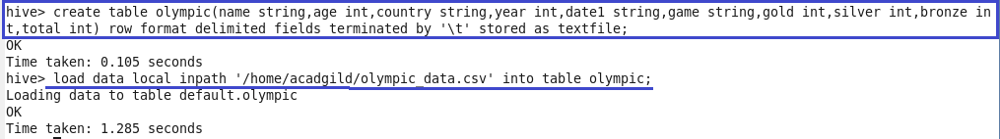 hive> create table olympic(name string,age int,country string,year int,date1 string,game string,gold int,silver int,bronze in
t,total int) row format delimited fields terminated by '\t' stored as textfile;
OK
Time taken: 0.105 seconds
hive> load data local inpath '/home/acadgild/olympic_data.csv' into table olympic;
Loading data to table default.olympic
OK
Time taken: 1.285 seconds